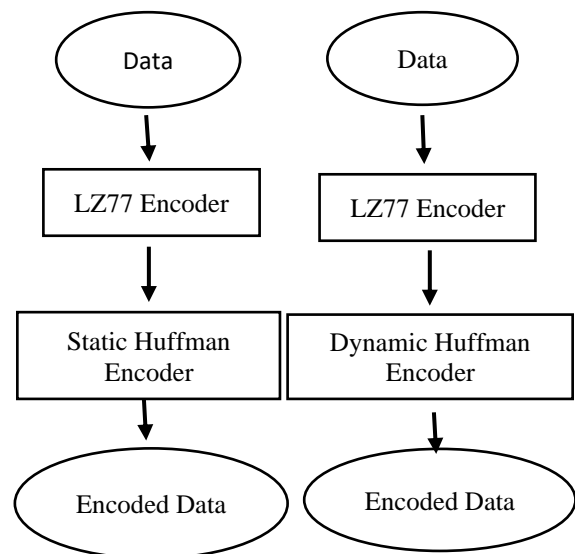 Data
LZ77 Encoder
Static Huffman
Encoder
Encoded Data
Data
LZ77 Encoder
Dynamic Huffman
Encoder
Encoded Data